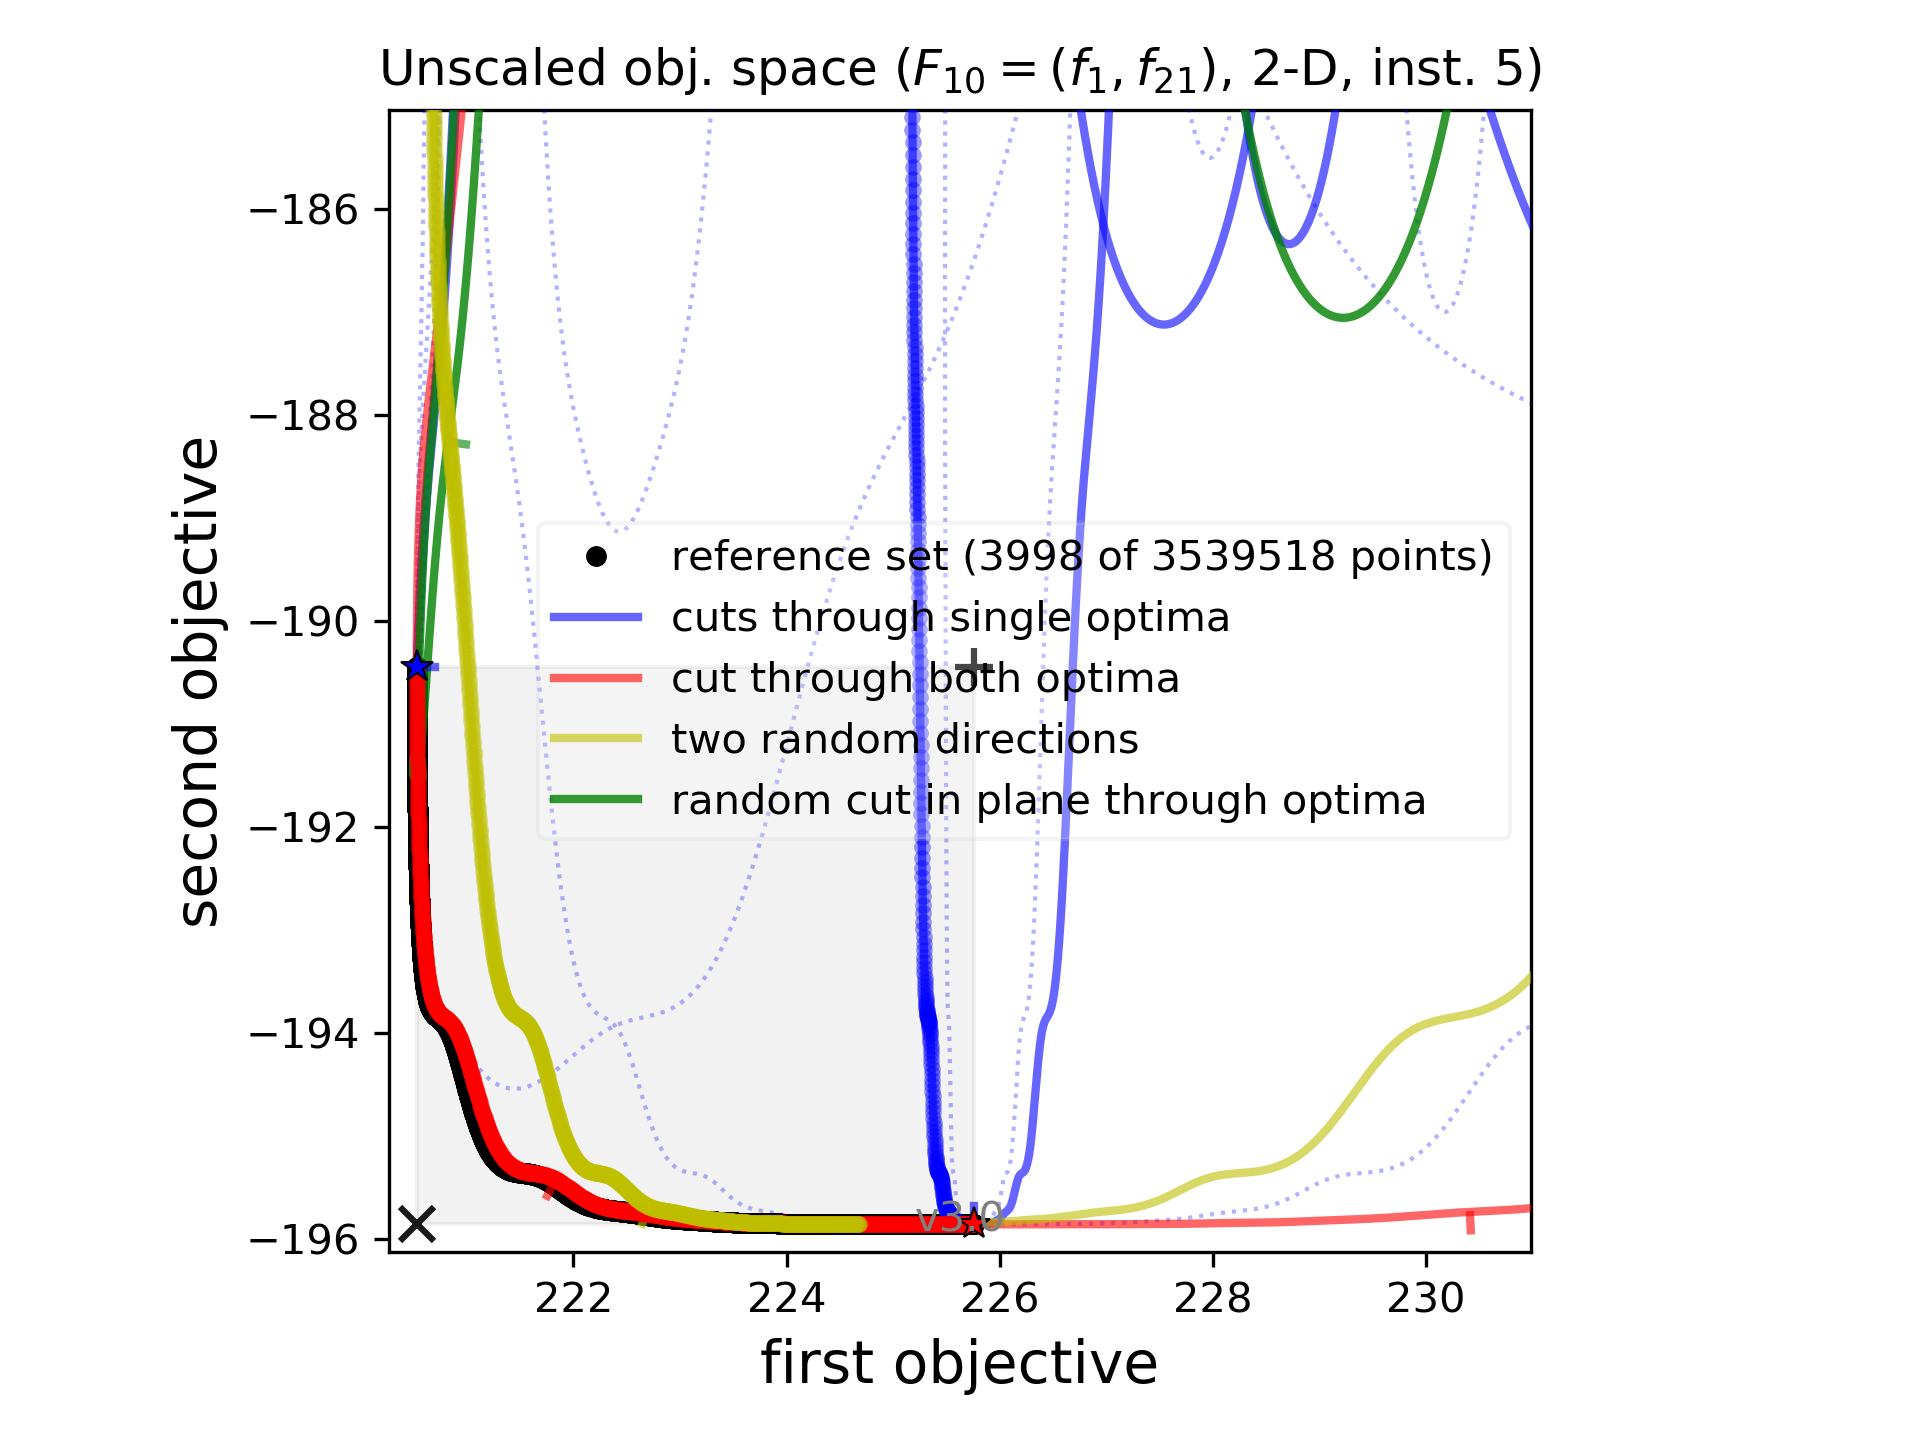 Unscaled obj. space (F10 = (f1, f21), 2-D, inst. 5)
−186
−188
−190
−192
−194
−196
second objective
reference set (3998 of 3539518 points)
cuts through single optima
cut through both optima
two random directions
random cut in plane through optima
v3.0
222
224
226
228
230
first objective